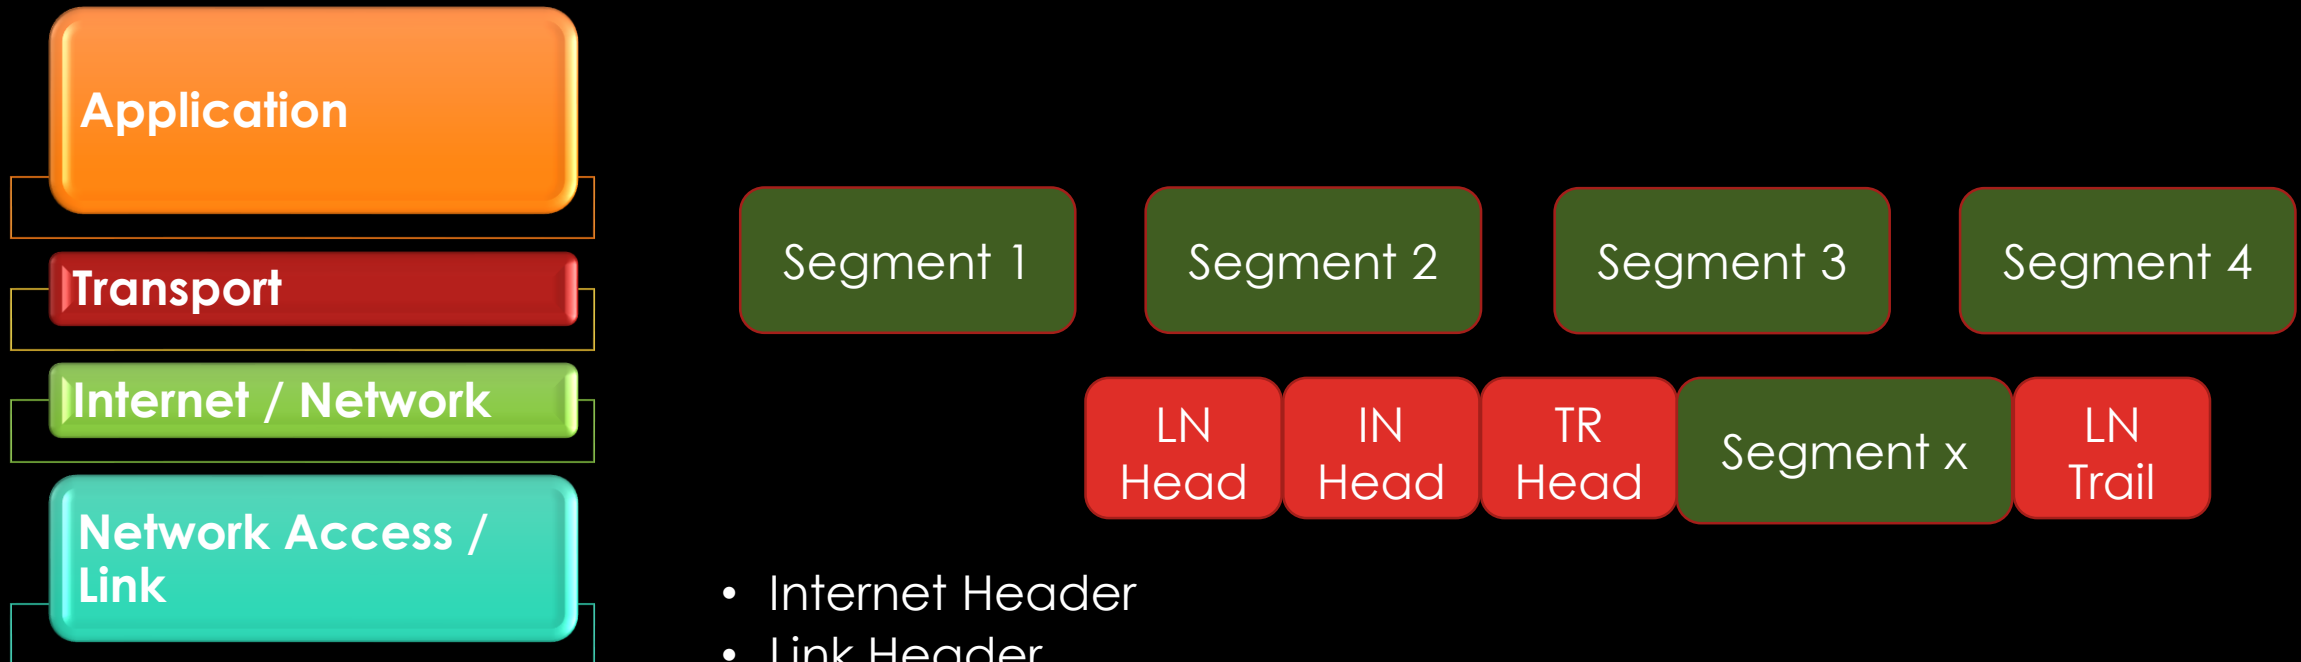 Application
Transport
Internet / Network
Network Access /
Link
Segment 1
Segment 2
Segment 3
Segment 4
LN
Head
IN
Head
TR
Head
Segment x
LN
Trail
• Internet Header
• Link Header